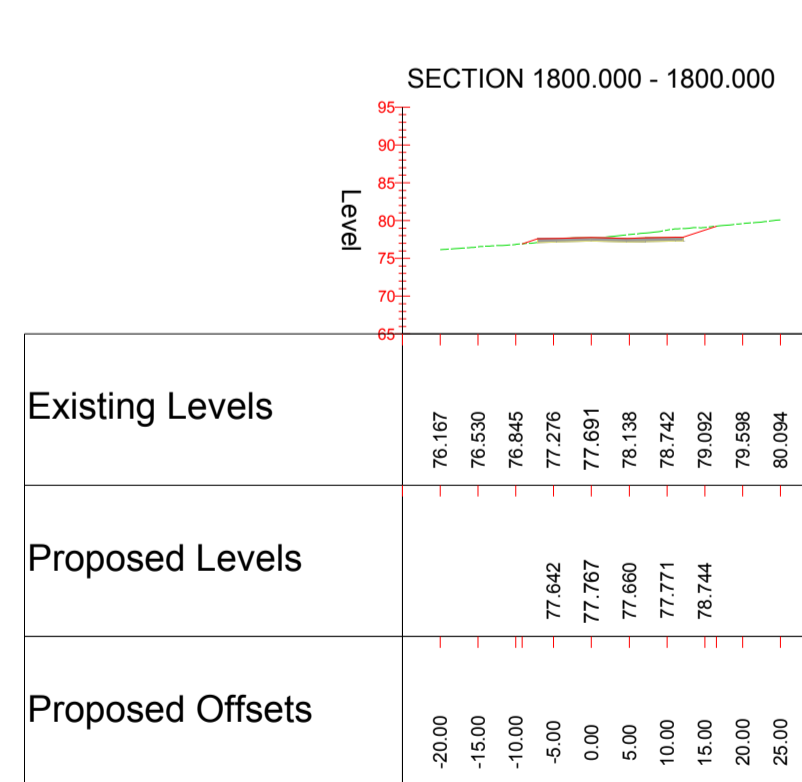 SECTION 1800.000 - 1800.000
95
90
85
80
75
70
65
Level
Existing Levels
76.167 76.530 76.845 77.276 77.691 78.138 78.742 79.092 79.598 80.094
Proposed Levels
77.642 77.767 77.660 77.771 78.744
Proposed Offsets
-20.00 -15.00 -10.00 -5.00 0.00 5.00 10.00 15.00 20.00 25.00